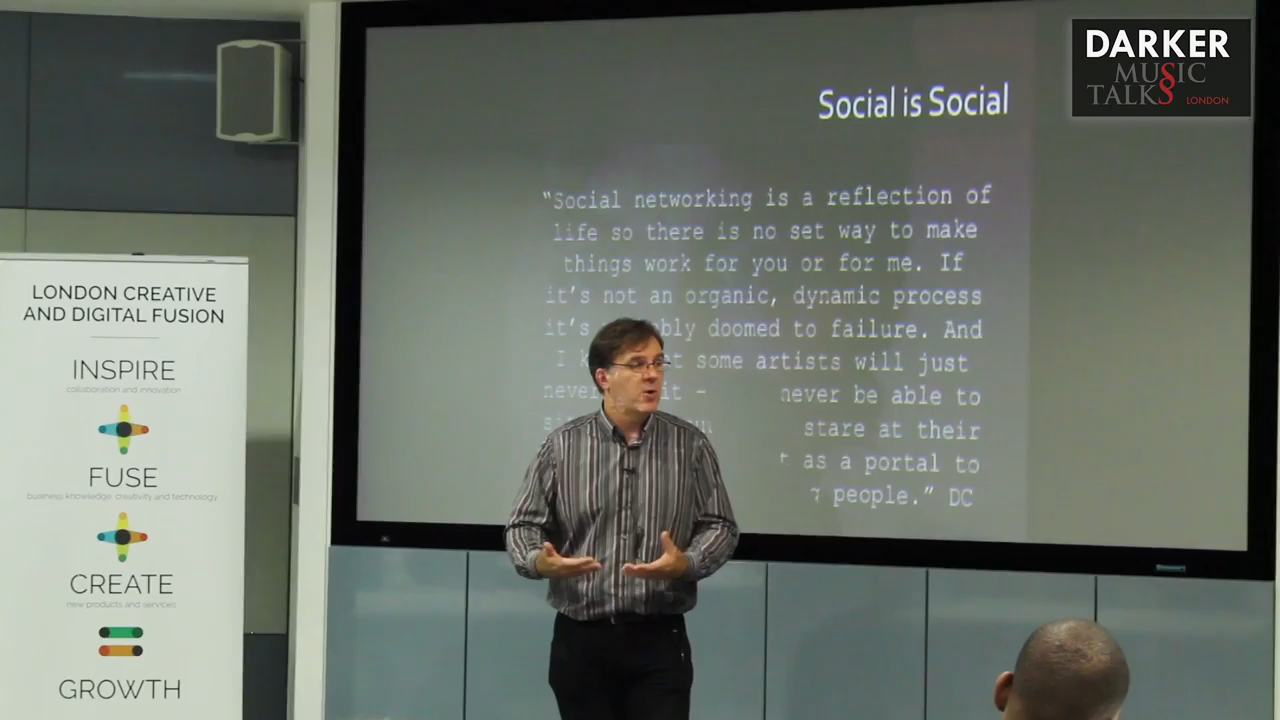 DARKER
MUSIC
TALKS LONDON
Social is Social
"Social networking is a reflection of
life so there is no set way to make
things work for you or for me. If
it's not an organic, dynamic process
it's doomed to failure. And
I some artists will just
never it - never be able to
stare at their
as a portal to
people." DC
LONDON CREATIVE
AND DIGITAL FUSION
INSPIRE
collaboration and innovation
FUSE
business knowledge, creativity and technology
CREATE
new products and services
GROWTH